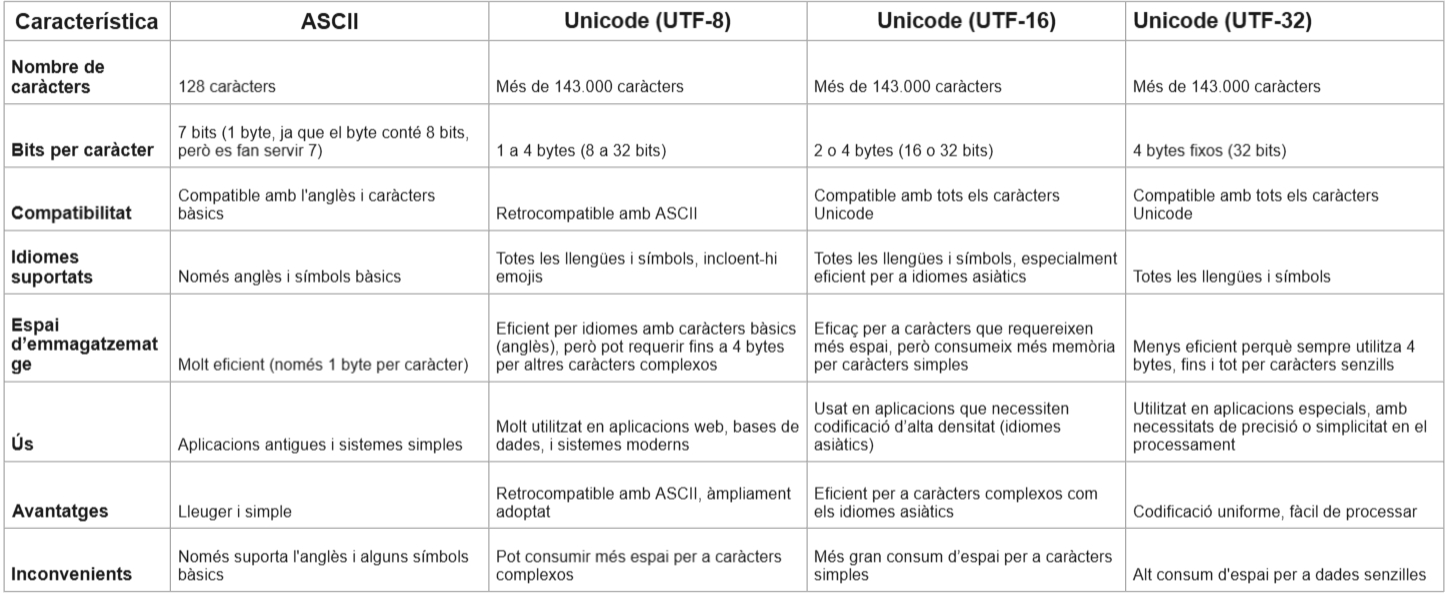 Característica ASCII Unicode (UTF-8) Unicode (UTF-16) Unicode (UTF-32)
Nombre de
caràcters
128 caràcters
Més de 143.000 caràcters
Més de 143.000 caràcters
Més de 143.000 caràcters
Bits per caràcter
7 bits (1 byte, ja que el byte conté 8 bits,
però es fan servir 7)
1 a 4 bytes (8 a 32 bits)
2 o 4 bytes (16 o 32 bits)
4 bytes fixos (32 bits)
Compatibilitat
Compatible amb l'anglès i caràcters
bàsics
Retrocompatible amb ASCII
Compatible amb tots els caràcters
Unicode
Compatible amb tots els caràcters
Unicode
Idiomes
suportats
Només anglès i símbols bàsics
Totes les llengües i símbols, incloent-hi
emojis
Totes les llengües i símbols, especialment
eficient per a idiomes asiàtics
Totes les llengües i símbols
Espai
d’emmagatzemat
ge
Molt eficient (només 1 byte per caràcter)
Eficient per idiomes amb caràcters bàsics
(anglès), però pot requerir fins a 4 bytes
per altres caràcters complexos
Eficaç per a caràcters que requereixen
més espai, però consumeix més memòria
per caràcters simples
Menys eficient perquè sempre utilitza 4
bytes, fins i tot per caràcters senzills
Ús
Aplicacions antigues i sistemes simples
Molt utilitzat en aplicacions web, bases de
dades, i sistemes moderns
Usat en aplicacions que necessiten
codificació d’alta densitat (idiomes
asiàtics)
Utilitzat en aplicacions especials, amb
necessitats de precisió o simplicitat en el
processament
Avantatges
Lleuger i simple
Retrocompatible amb ASCII, àmpliament
adoptat
Eficient per a caràcters complexos com
els idiomes asiàtics
Codificació uniforme, fàcil de processar
Inconvenients
Només suporta l'anglès i alguns símbols
bàsics
Pot consumir més espai per a caràcters
complexos
Més gran consum d’espai per a caràcters
simples
Alt consum d'espai per a dades senzilles